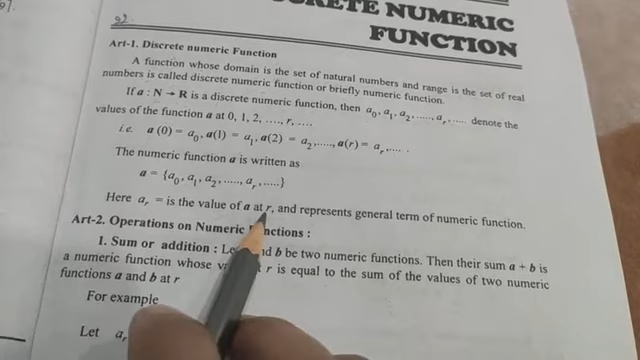 9].
DISCRETE NUMERIC
FUNCTION
Art-1. Discrete numeric Function
A function whose domain is the set of natural numbers and range is the set of real
numbers is called discrete numeric function or briefly numeric function.
If a : N → R is a discrete numeric function, then a₀, a₁, a₂, ....., aᵣ, ..... denote the
values of the function a at 0, 1, 2, ...., r, ....
i.e. a (0) = a₀, a(1) = a₁, a(2) = a₂,....., a(r) = aᵣ,.... .
The numeric function a is written as
a = {a₀, a₁, a₂, ....., aᵣ, .....}
Here aᵣ = is the value of a at r, and represents general term of numeric function.
Art-2. Operations on Numeric ctions :
1. Sum or addition : Le nd b be two numeric functions. Then their sum a + b is
a numeric function whose v r is equal to the sum of the values of two numeric
functions a and b at r
For example
Let aᵣ